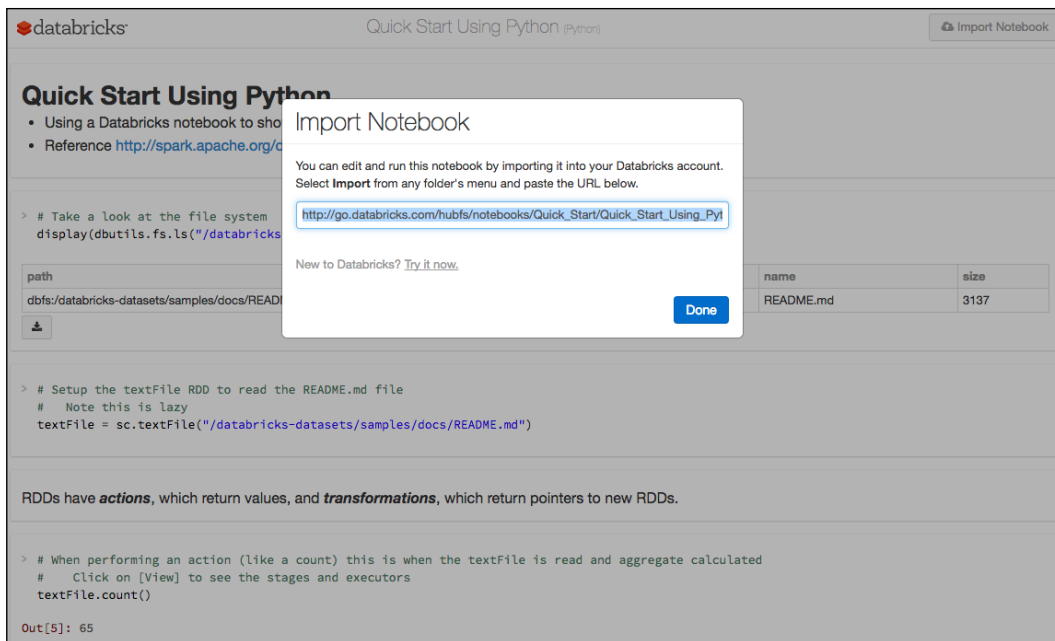 databricks
Quick Start Using Python (Python)
Import Notebook
Quick Start Using Python
Using a Databricks notebook to sho
Reference http://spark.apache.org/
Import Notebook
You can edit and run this notebook by importing it into your Databricks account.
Select Import from any folder's menu and paste the URL below.
http://go.databricks.com/hubfs/notebooks/Quick_Start/Quick_Start_Using_Pyt
New to Databricks? Try it now.
Done
> # Take a look at the file system
display(dbutils.fs.ls("/databricks
path name size
dbfs:/databricks-datasets/samples/docs/READ README.md 3137
> # Setup the textFile RDD to read the README.md file
# Note this is lazy
textFile = sc.textFile("/databricks-datasets/samples/docs/README.md")
RDDs have actions, which return values, and transformations, which return pointers to new RDDs.
> # When performing an action (like a count) this is when the textFile is read and aggregate calculated
# Click on [View] to see the stages and executors
textFile.count()
Out[5]: 65